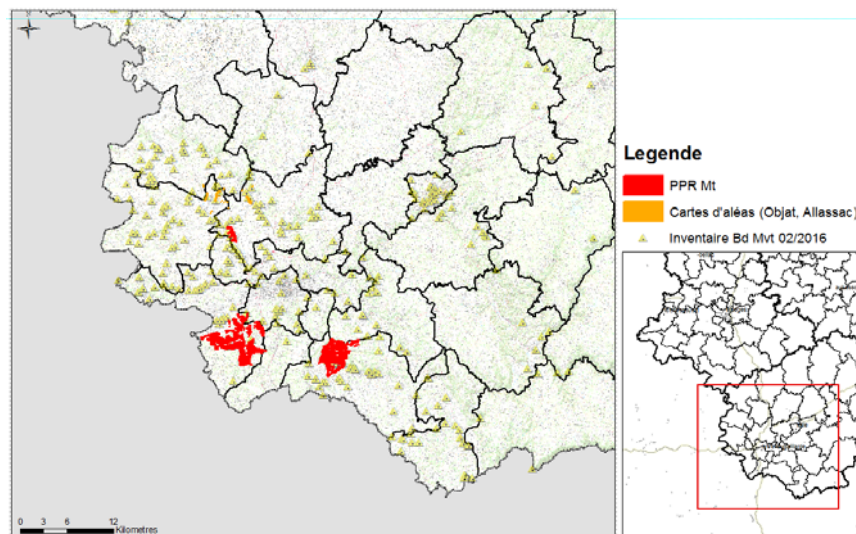 Legende
PPR Mt
Cartes d'aléas (Objat, Allassac)
Inventaire Bd Mvt 02/2016
0 3 6 12
Kilometres